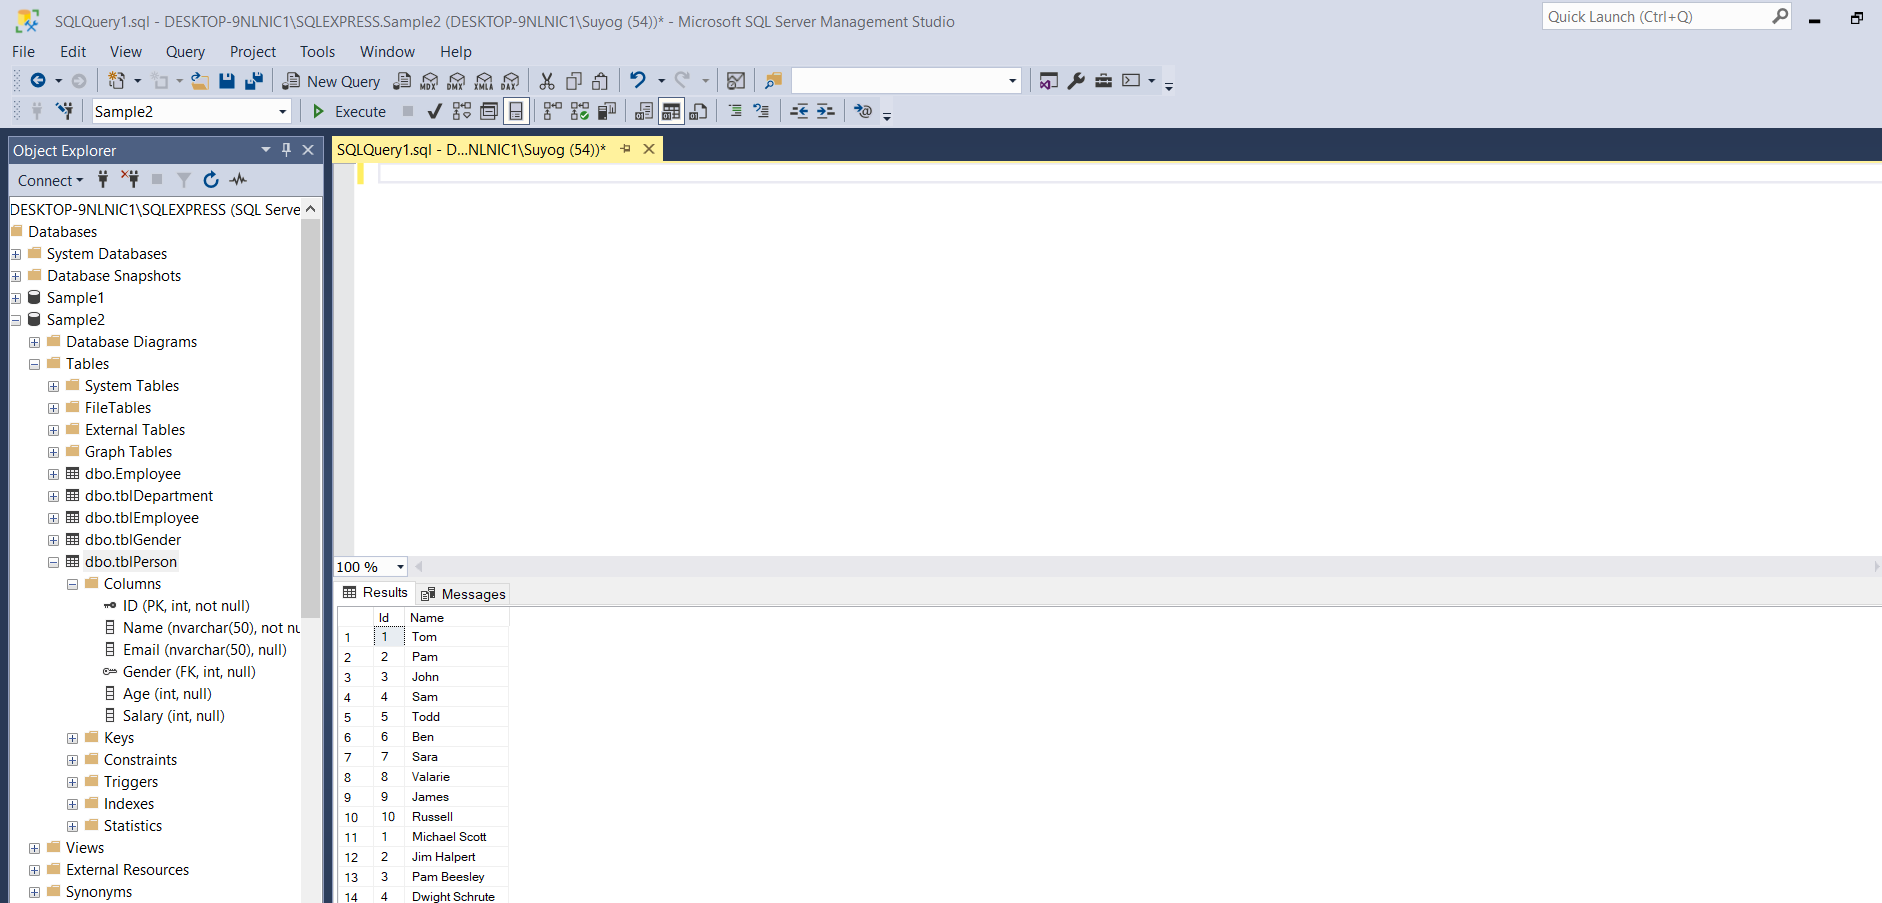 SQLQuery1.sql - DESKTOP-9NLNIC1\SQLEXPRESS.Sample2 (DESKTOP-9NLNIC1\Suyog (54))* - Microsoft SQL Server Management Studio
Quick Launch (Ctrl+Q)
File Edit View Query Project Tools Window Help
New Query MDX DMX XMLA DAX
Sample2 Execute
Object Explorer
SQLQuery1.sql - D...NLNIC1\Suyog (54))*
Connect
DESKTOP-9NLNIC1\SQLEXPRESS (SQL Serve
Databases
System Databases
Database Snapshots
Sample1
Sample2
Database Diagrams
Tables
System Tables
FileTables
External Tables
Graph Tables
dbo.Employee
dbo.tblDepartment
dbo.tblEmployee
dbo.tblGender
dbo.tblPerson
Columns
ID (PK, int, not null)
Name (nvarchar(50), not nu
Email (nvarchar(50), null)
Gender (FK, int, null)
Age (int, null)
Salary (int, null)
Keys
Constraints
Triggers
Indexes
Statistics
Views
External Resources
Synonyms
100 %
Results Messages
Id Name
1 1 Tom
2 2 Pam
3 3 John
4 4 Sam
5 5 Todd
6 6 Ben
7 7 Sara
8 8 Valarie
9 9 James
10 10 Russell
11 1 Michael Scott
12 2 Jim Halpert
13 3 Pam Beesley
14 4 Dwight Schrute